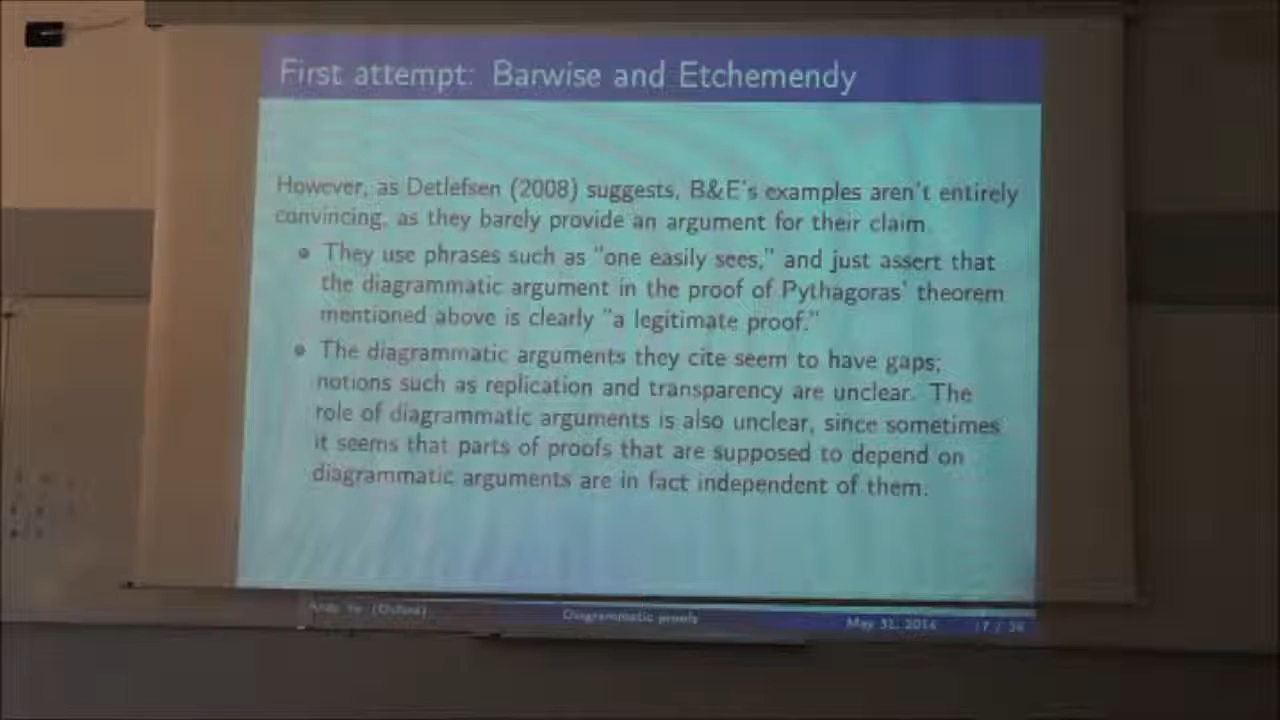 First attempt: Barwise and Etchemendy
However, as Detlefsen (2008) suggests, B&E's examples aren't entirely
convincing, as they barely provide an argument for their claim.
They use phrases such as "one easily sees," and just assert that
the diagrammatic argument in the proof of Pythagoras' theorem
mentioned above is clearly "a legitimate proof."
The diagrammatic arguments they cite seem to have gaps;
notions such as replication and transparency are unclear. The
role of diagrammatic arguments is also unclear, since sometimes
it seems that parts of proofs that are supposed to depend on
diagrammatic arguments are in fact independent of them.
Andy (Oxford)
Diagrammatic proofs
May 31, 2014
17 /